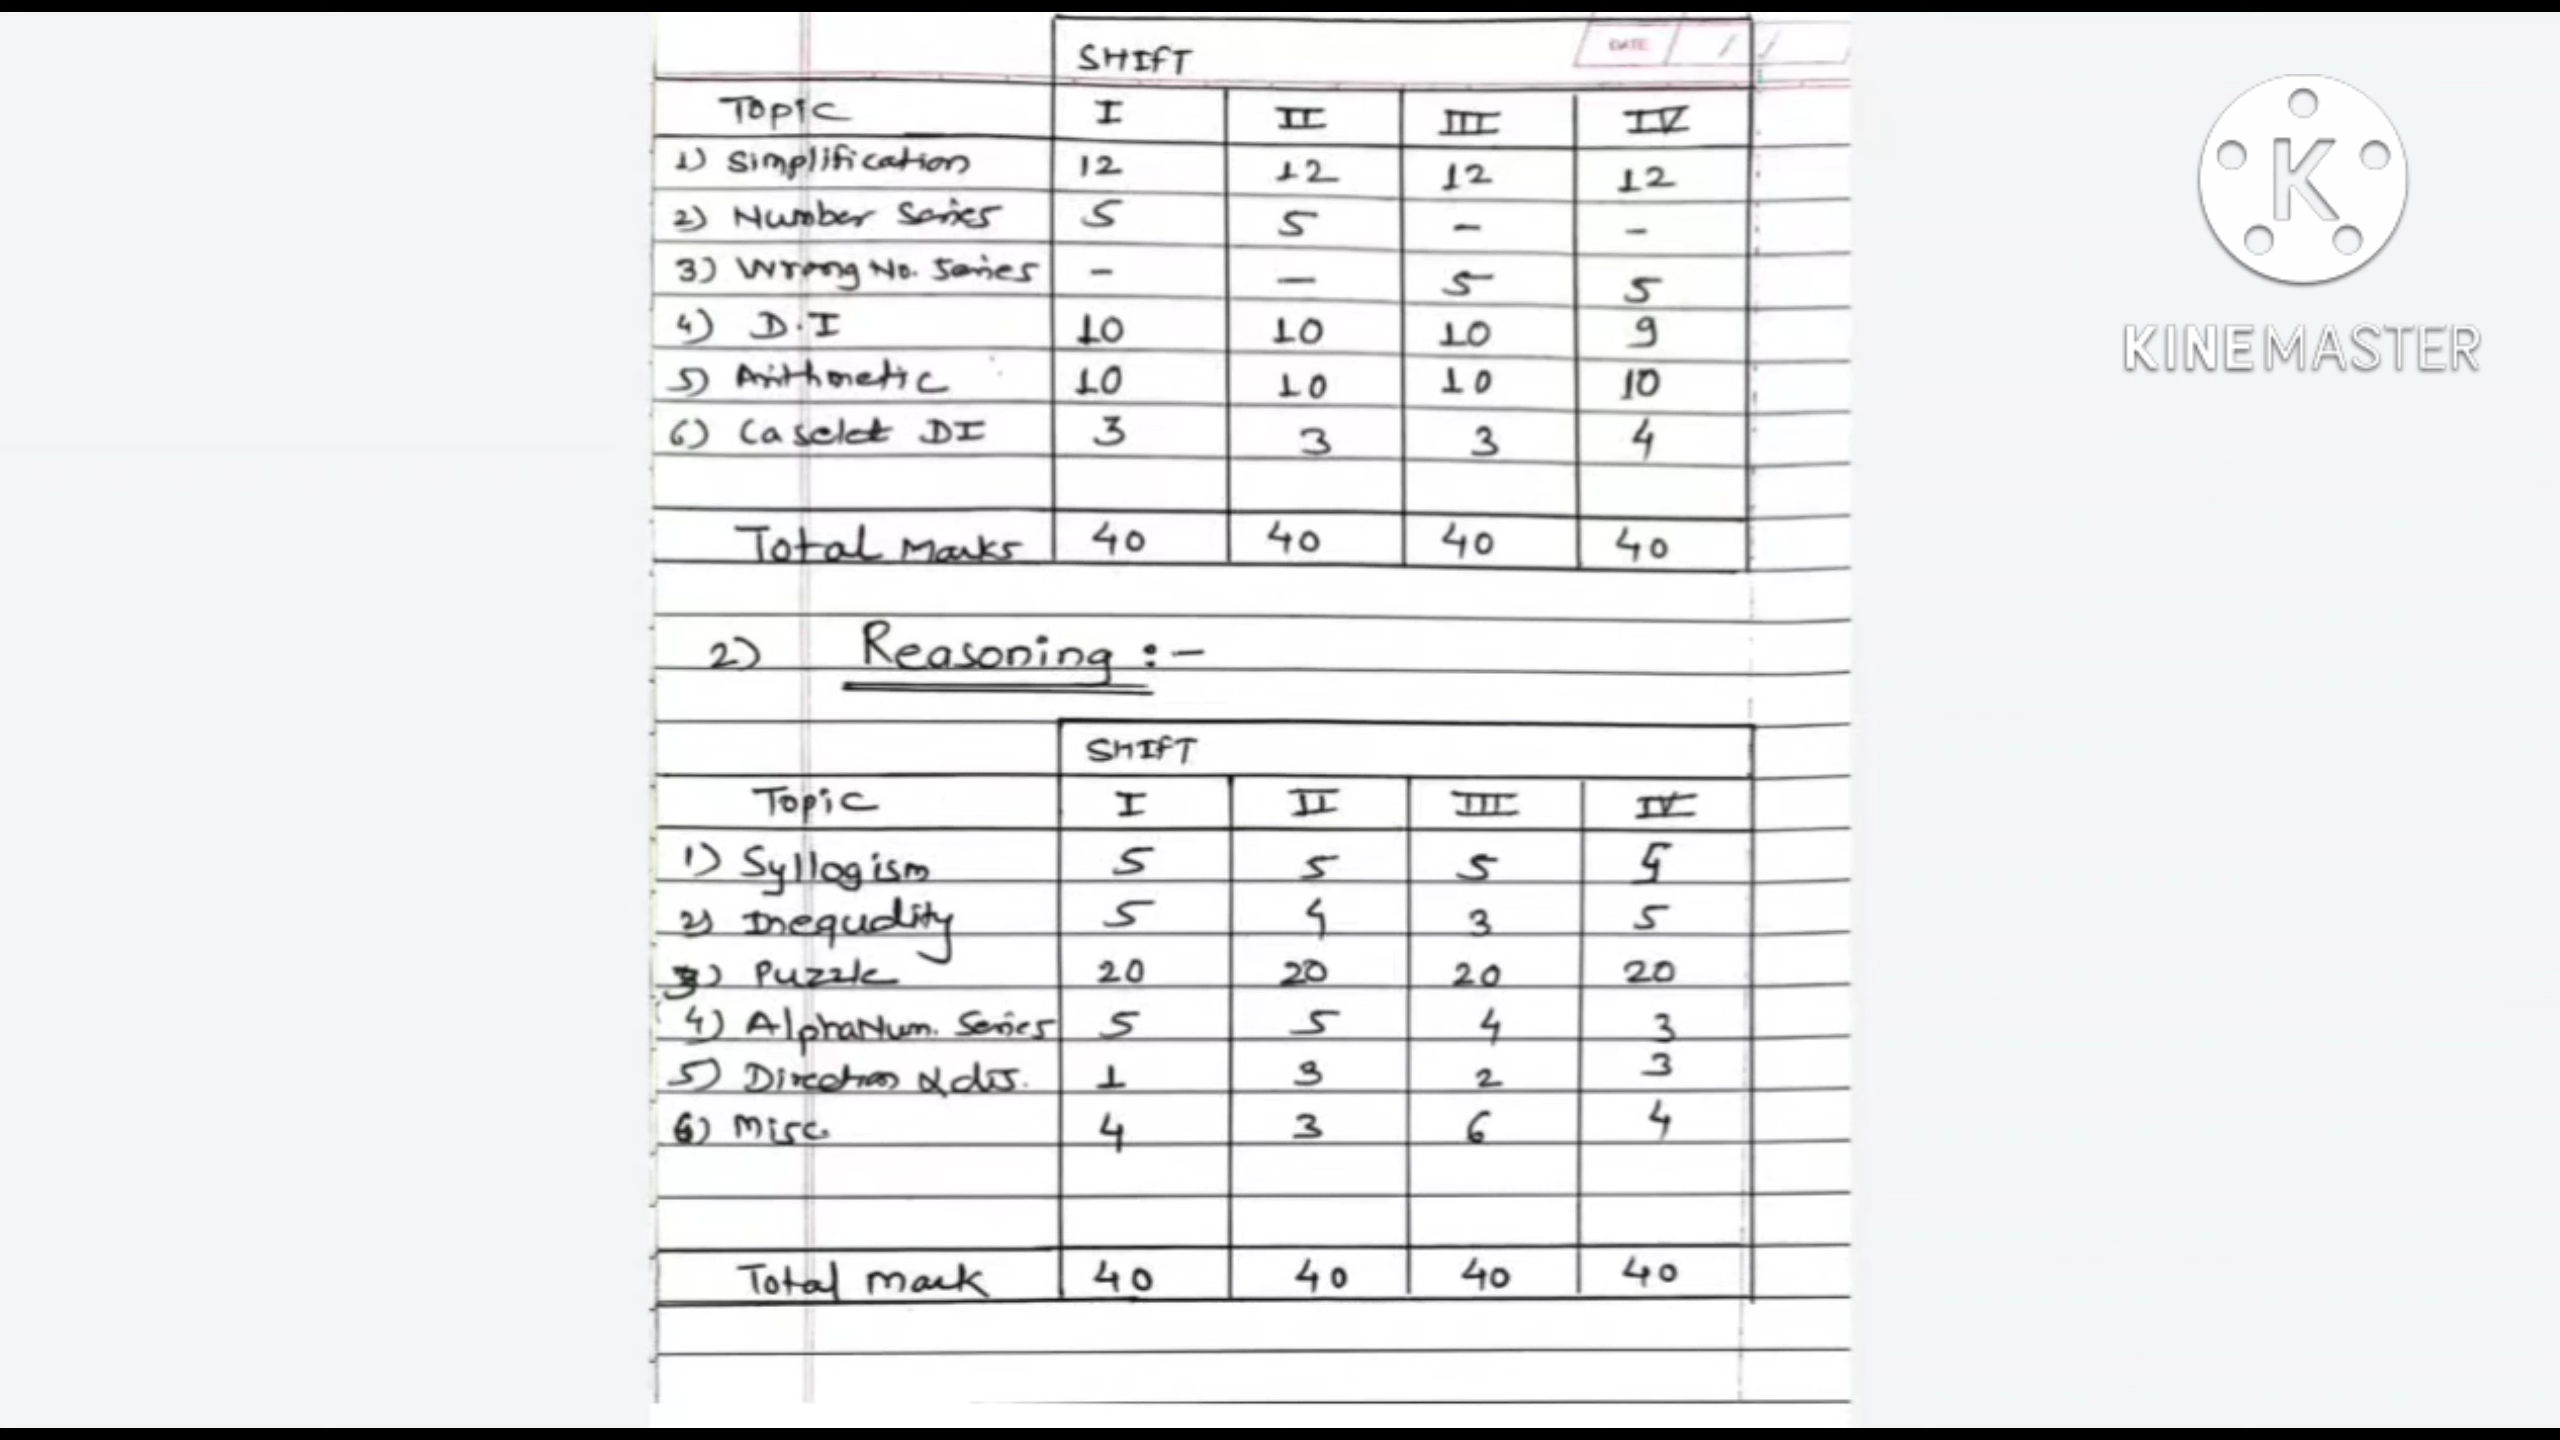 DATE / /
SHIFT
Topic I II III IV
1) Simplification 12 12 12 12
2) Number Series 5 5 - -
3) Wrong No. Series - - 5 5
4) D.I 10 10 10 9
5) Arithmetic 10 10 10 10
6) Caselet DI 3 3 3 4
Total Marks 40 40 40 40
2) Reasoning :-
SHIFT
Topic I II III IV
1) Syllogism 5 5 5 5
2) Inequality 5 4 3 5
3) Puzzle 20 20 20 20
4) AlphaNum. Series 5 5 4 3
5) Direction & dis. 1 3 2 3
6) Misc. 4 3 6 4
Total mark 40 40 40 40
K
KINEMASTER